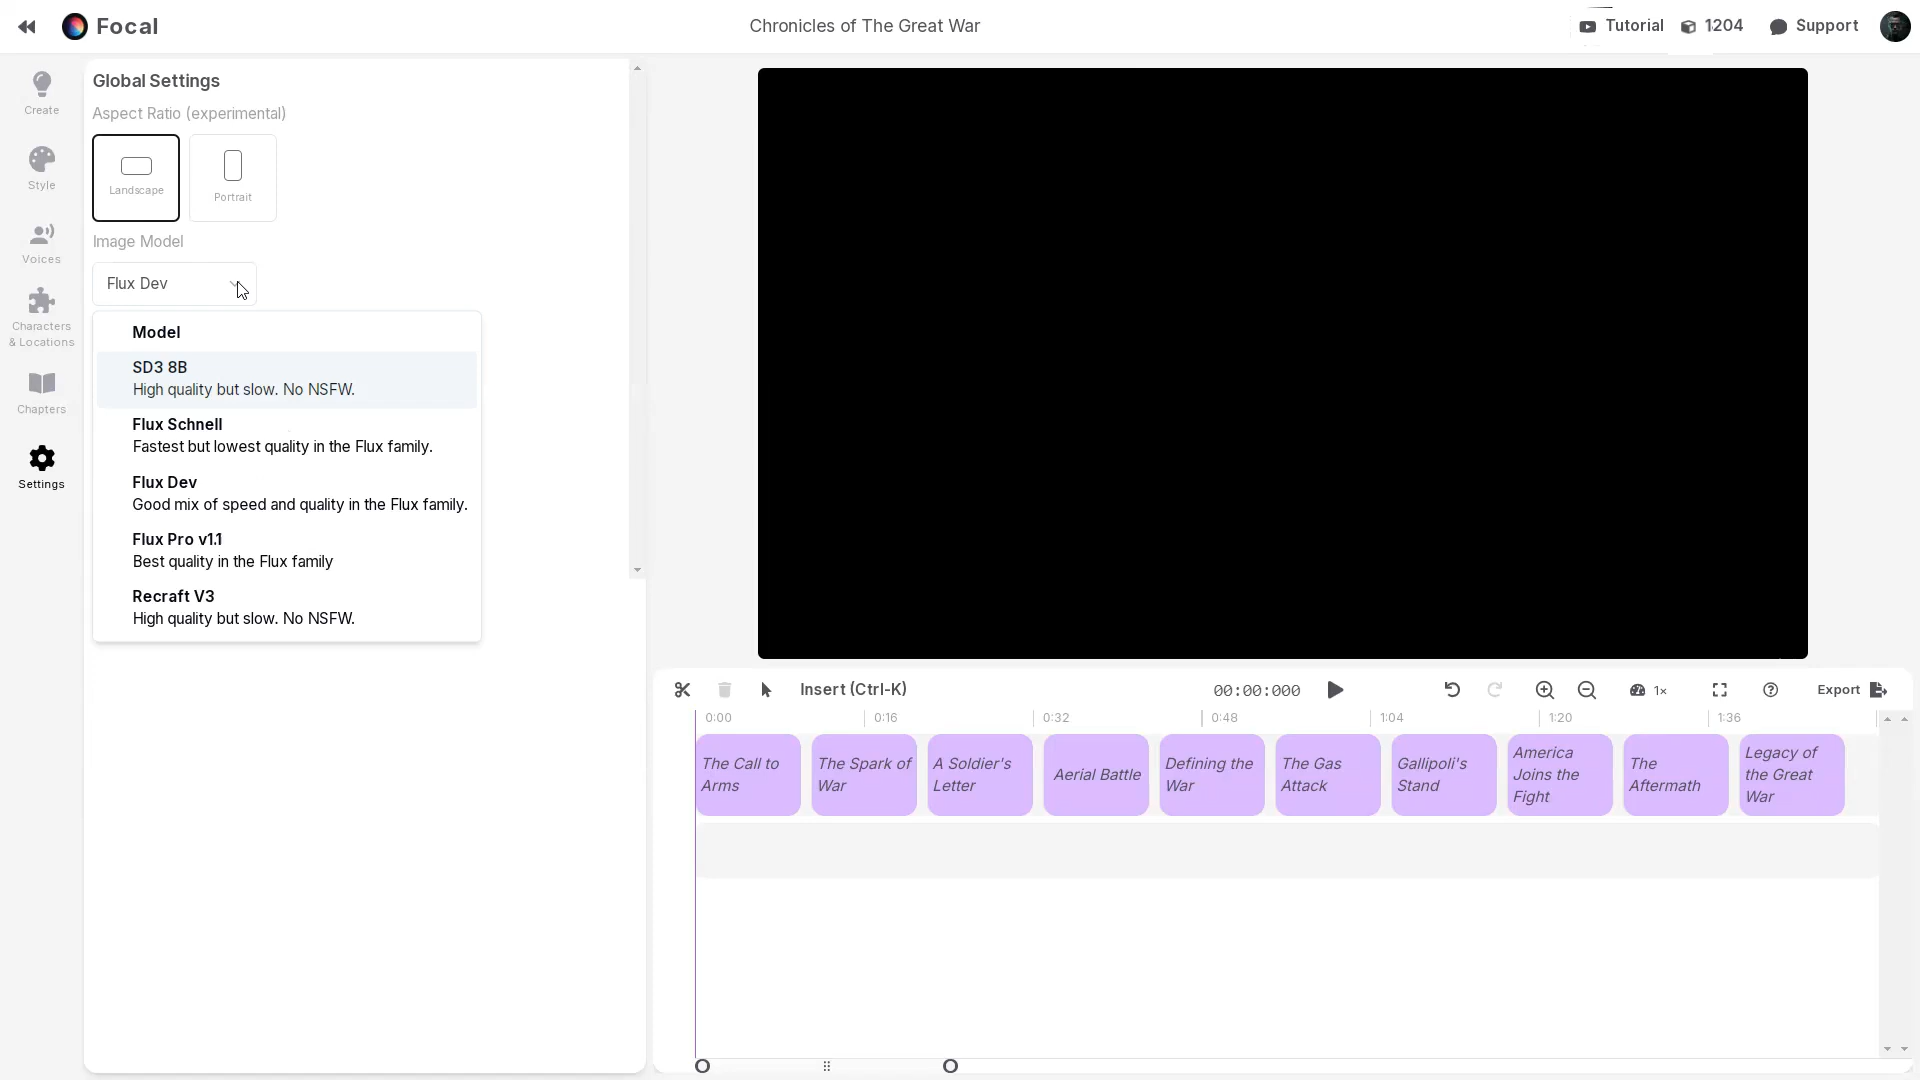 Focal
Chronicles of The Great War
Tutorial
1204
Support
Create
Style
Voices
Characters
& Locations
Chapters
Settings
Global Settings
Aspect Ratio (experimental)
Landscape
Portrait
Image Model
Flux Dev
Model
SD3 8B
High quality but slow. No NSFW.
Flux Schnell
Fastest but lowest quality in the Flux family.
Flux Dev
Good mix of speed and quality in the Flux family.
Flux Pro v1.1
Best quality in the Flux family
Recraft V3
High quality but slow. No NSFW.
Insert (Ctrl-K)
00:00:000
1×
Export
0:00
0:16
0:32
0:48
1:04
1:20
1:36
The Call to
Arms
The Spark of
War
A Soldier's
Letter
Aerial Battle
Defining the
War
The Gas
Attack
Gallipoli's
Stand
America
Joins the
Fight
The
Aftermath
Legacy of
the Great
War